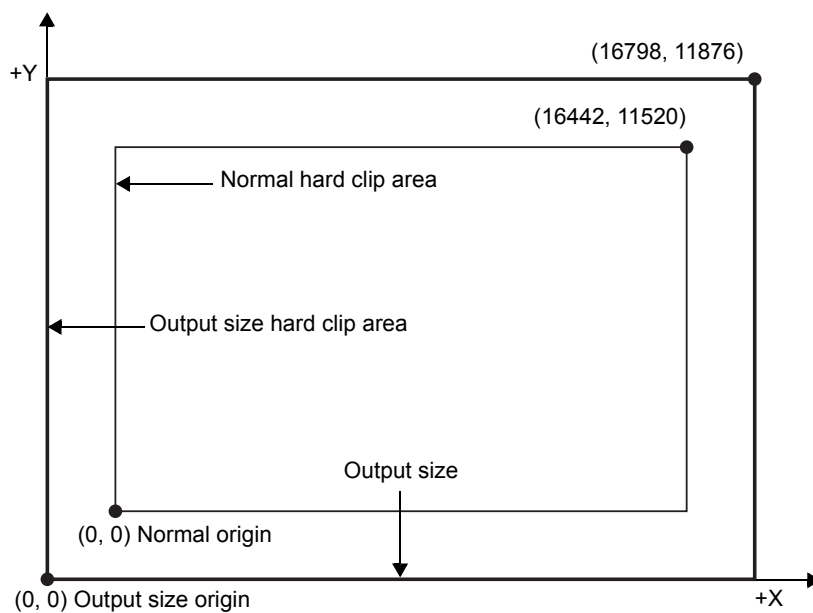 (16798, 11876)
+Y
(16442, 11520)
Normal hard clip area
Output size hard clip area
Output size
(0, 0) Normal origin
(0, 0) Output size origin
+X